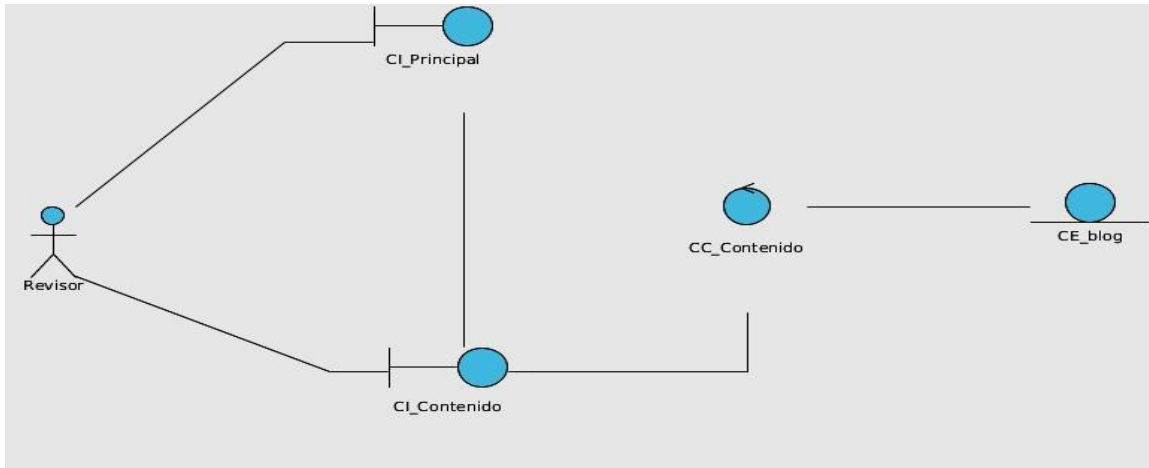 CI_Principal
Revisor
CC_Contenido
CE_blog
CI_Contenido